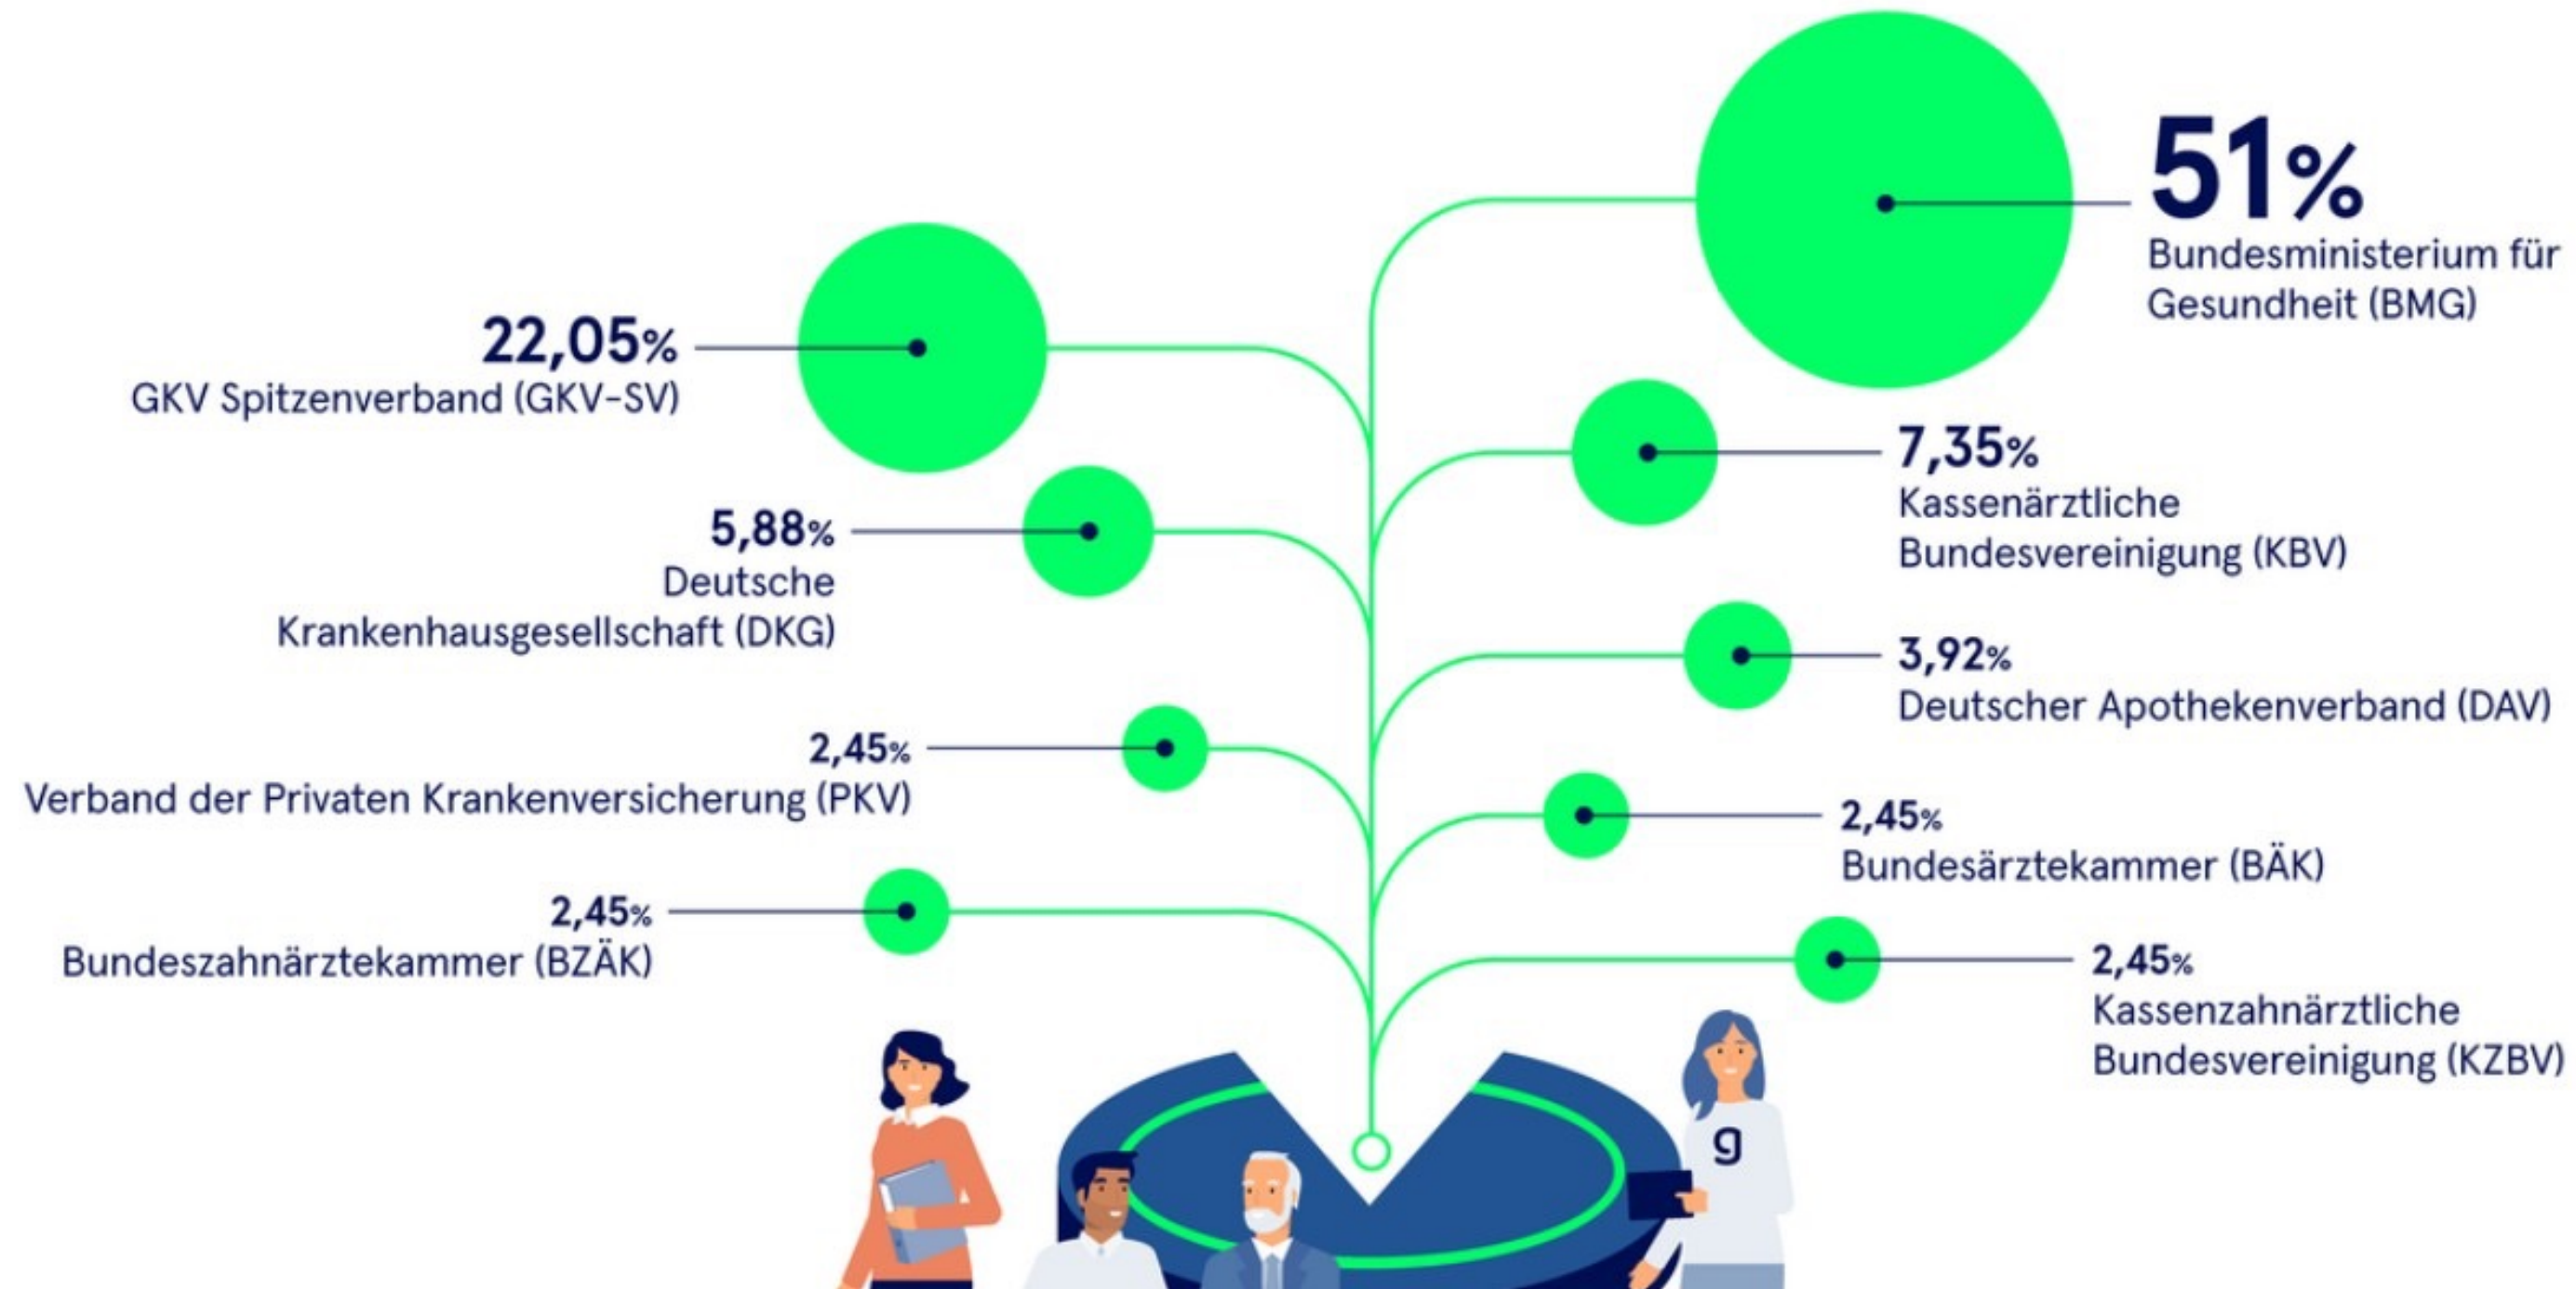 51%
Bundesministerium für
Gesundheit (BMG)
22,05%
GKV Spitzenverband (GKV-SV)
7,35%
Kassenärztliche
Bundesvereinigung (KBV)
5,88%
Deutsche
Krankenhausgesellschaft (DKG)
3,92%
Deutscher Apothekenverband (DAV)
2,45%
Verband der Privaten Krankenversicherung (PKV)
2,45%
Bundesärztekammer (BÄK)
2,45%
Bundeszahnärztekammer (BZÄK)
2,45%
Kassenzahnärztliche
Bundesvereinigung (KZBV)
g